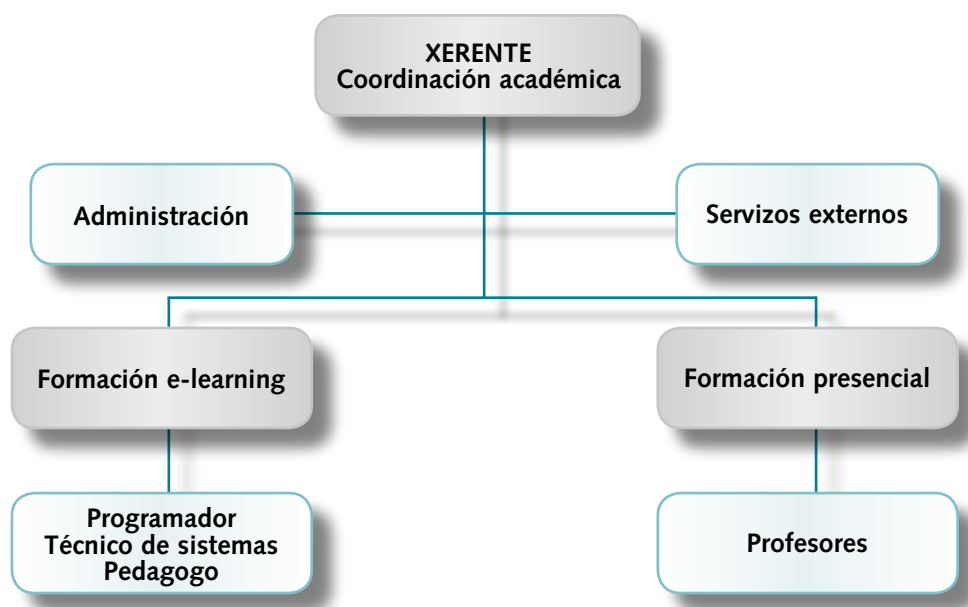 XERENTE
Coordinación académica
Administración
Servizos externos
Formación e-learning
Formación presencial
Programador
Técnico de sistemas
Pedagogo
Profesores